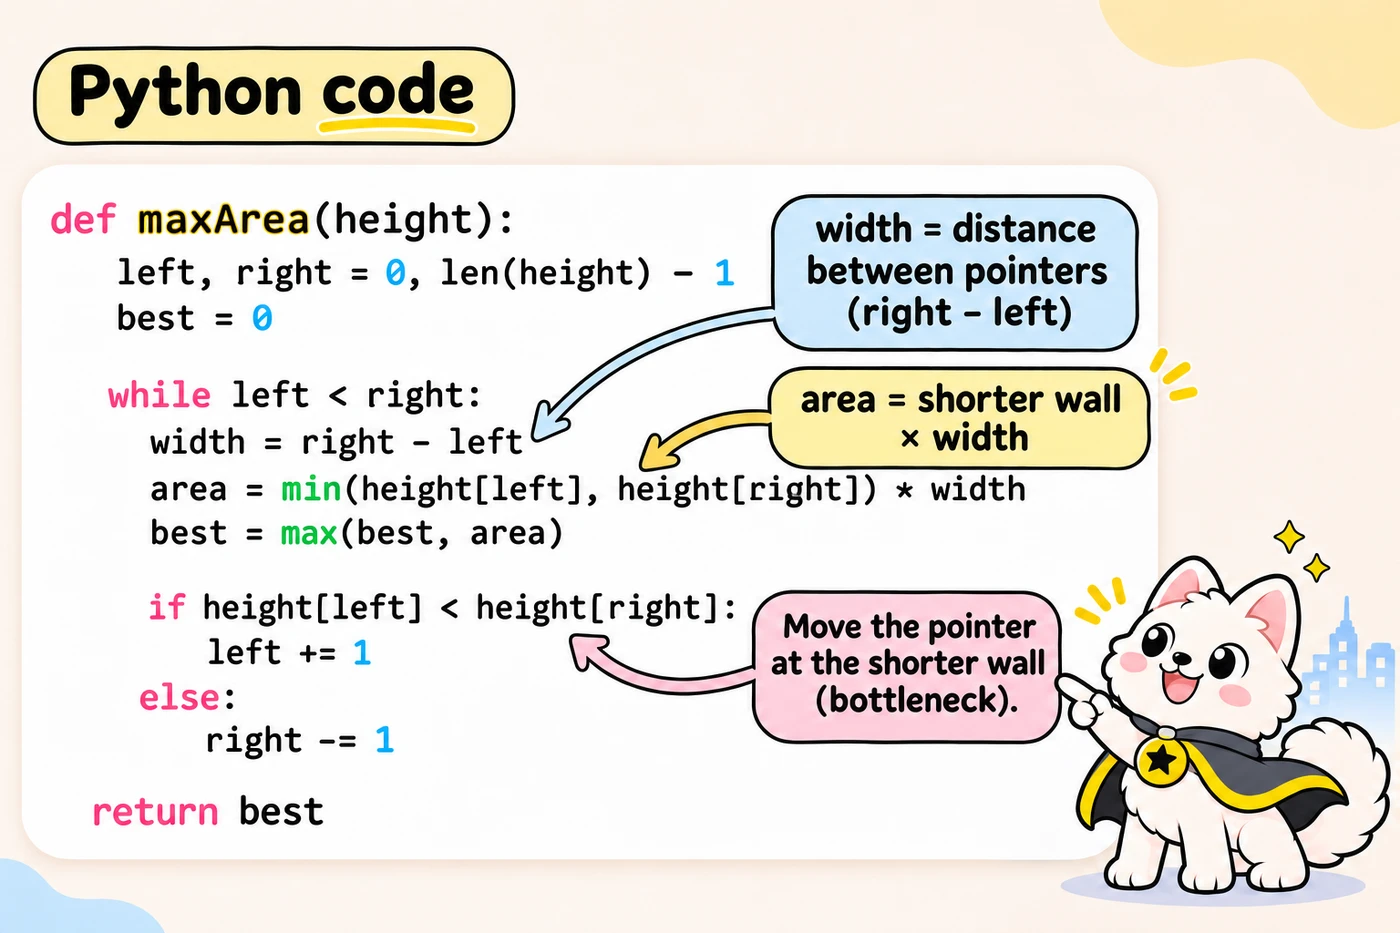 Python code
def maxArea(height):
left, right = 0, len(height) − 1
best = 0
while left < right:
width = right − left
area = min(height[left], height[right]) * width
best = max(best, area)
if height[left] < height[right]:
left += 1
else:
right −= 1
return best
width = distance
between pointers
(right − left)
area = shorter wall
× width
Move the pointer
at the shorter wall
(bottleneck).